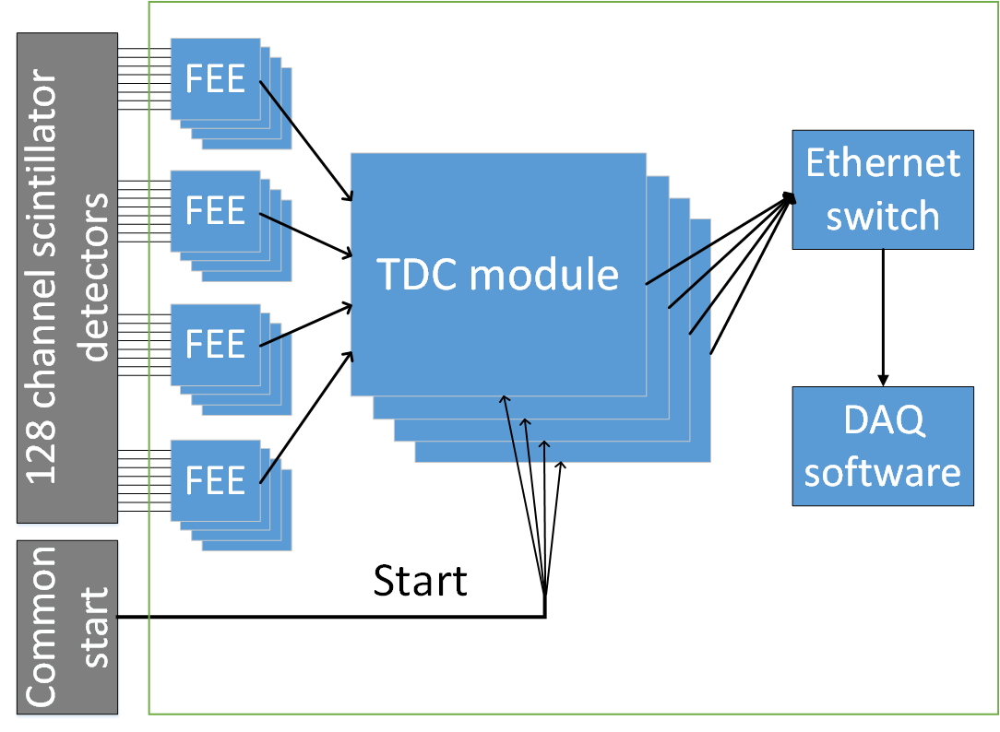 128 channel scintillator
detectors
FEE
FEE
FEE
FEE
TDC module
Ethernet
switch
DAQ
software
Start
Common
start